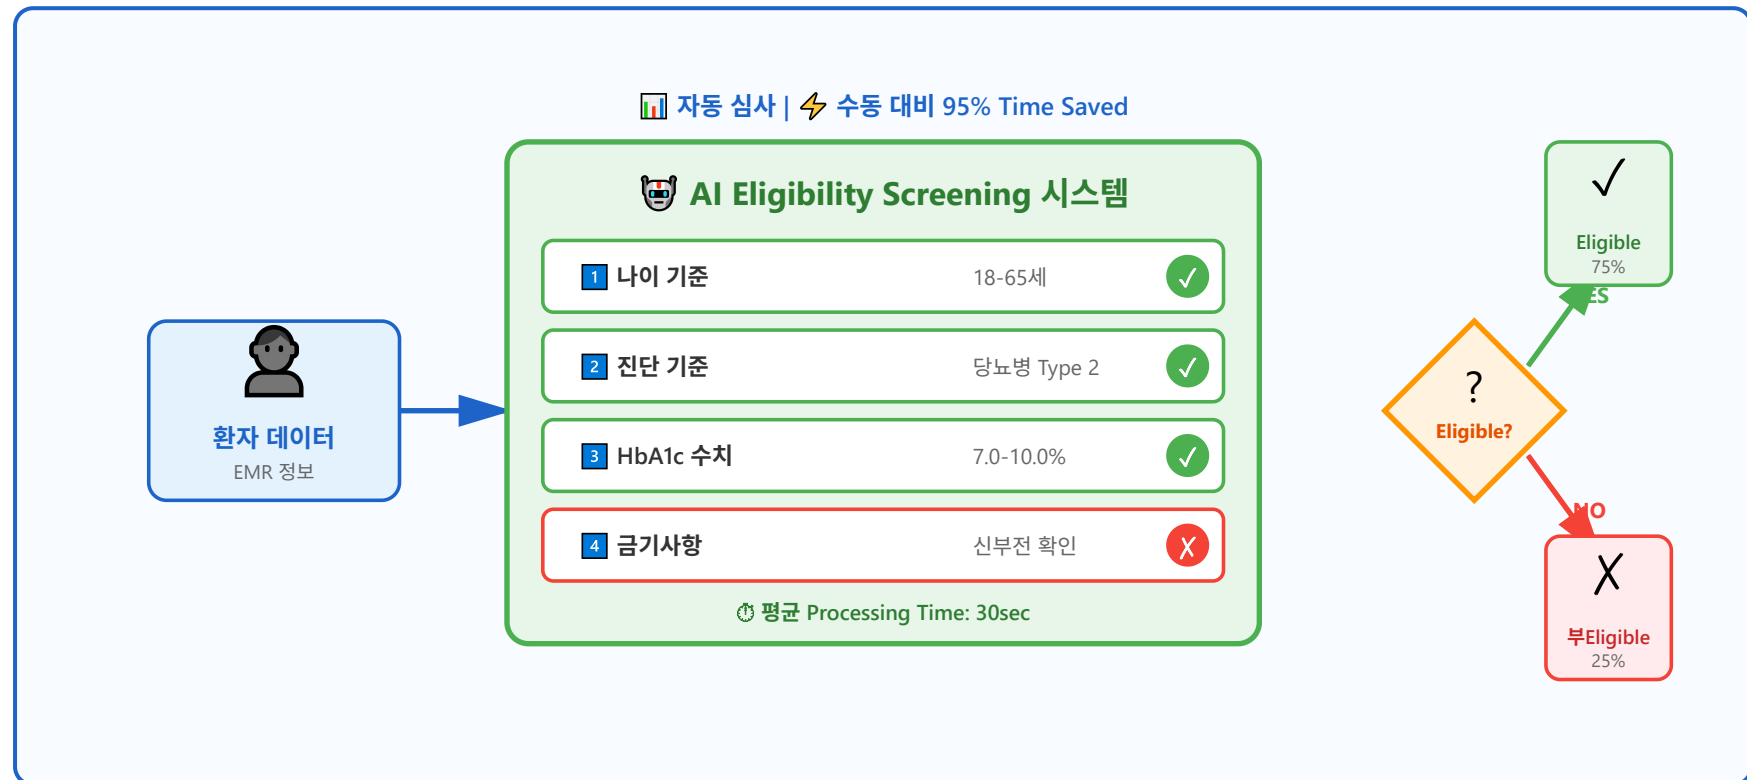 📊 자동 심사 | ⚡ 수동 대비 95% Time Saved
🤖 AI Eligibility Screening 시스템
1 나이 기준 18-65세 ✓
2 진단 기준 당뇨병 Type 2 ✓
3 HbA1c 수치 7.0-10.0% ✓
4 금기사항 신부전 확인 ✗
⏱ 평균 Processing Time: 30sec
환자 데이터
EMR 정보
?
Eligible?
✓
Eligible
75%
NO
✗
부Eligible
25%